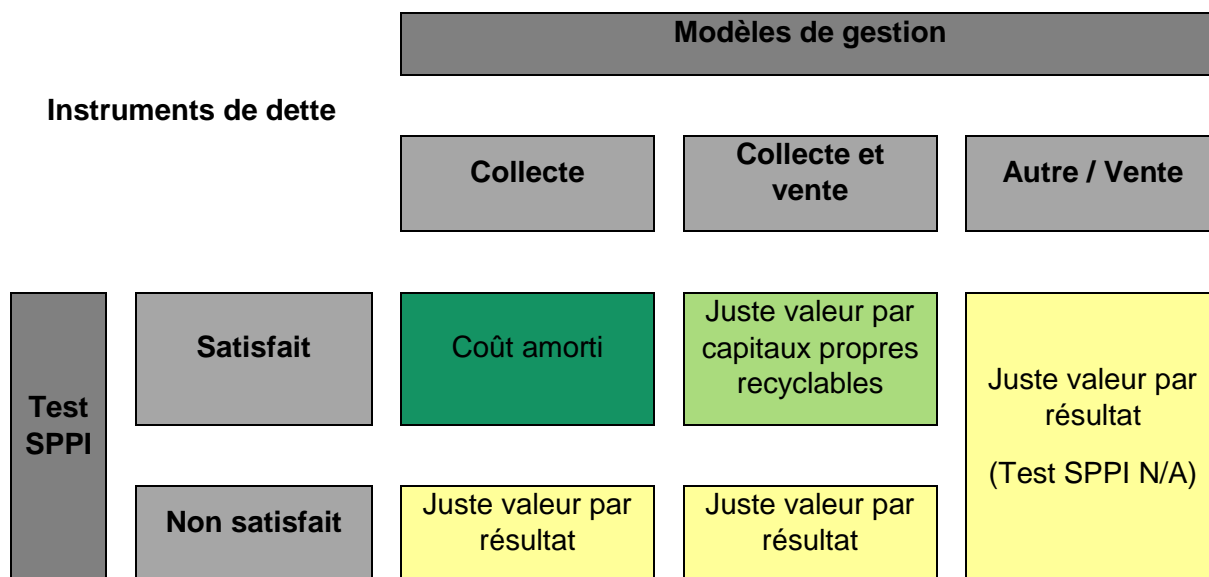 Modèles de gestion
Instruments de dette
Collecte
Collecte et
vente
Autre / Vente
Test
SPPI
Satisfait
Coût amorti
Juste valeur par
capitaux propres
recyclables
Juste valeur par
résultat
(Test SPPI N/A)
Non satisfait
Juste valeur par
résultat
Juste valeur par
résultat